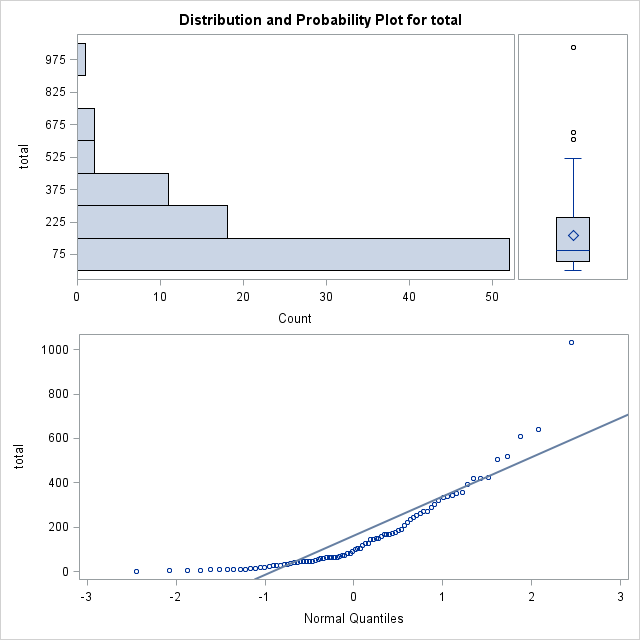 Distribution and Probability Plot for total
975
825
675
525
375
225
75
total
0 10 20 30 40 50
Count
1000
800
600
400
200
0
total
-3 -2 -1 0 1 2 3
Normal Quantiles